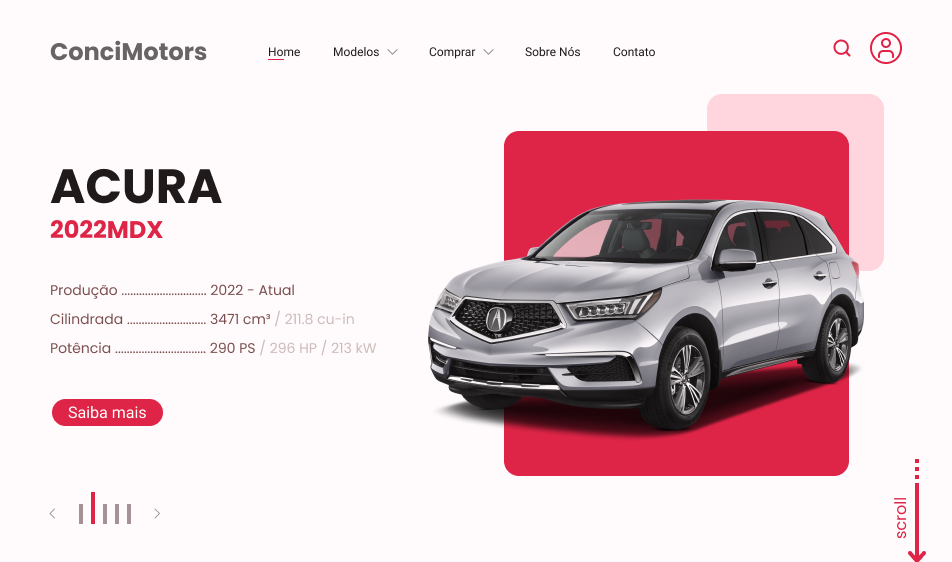 ConciMotors
Home Modelos Comprar Sobre Nós Contato
ACURA
2022MDX
Produção ............................. 2022 - Atual
Cilindrada ........................... 3471 cm³ / 211.8 cu-in
Potência ............................... 290 PS / 296 HP / 213 kW
Saiba mais
scroll